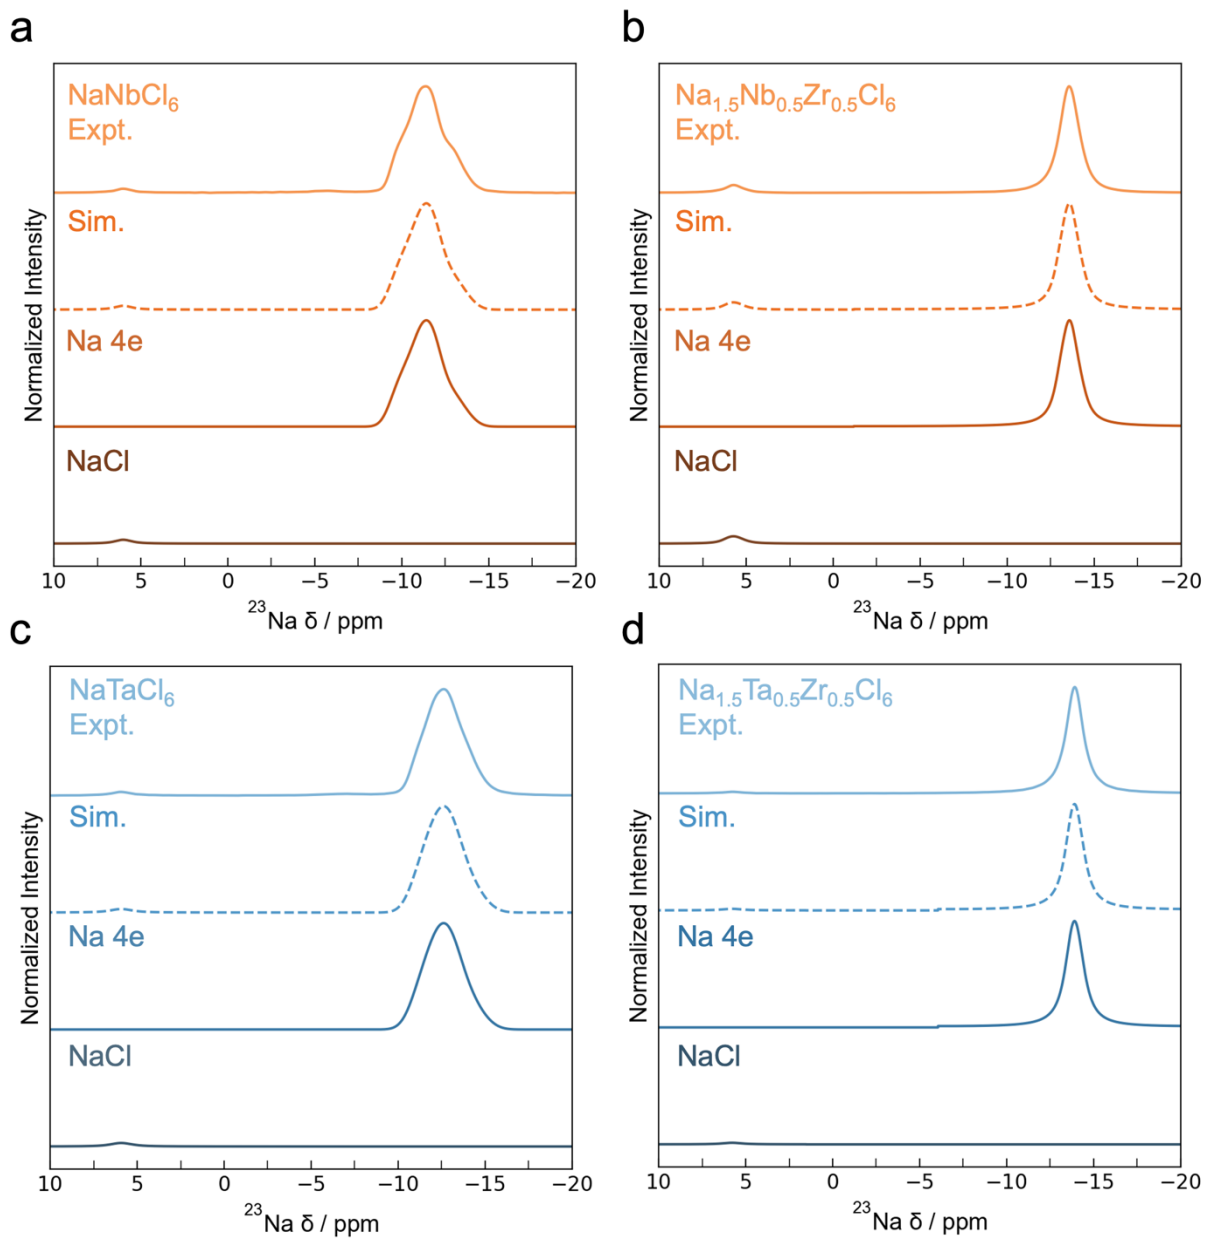 a
NaNbCl₆
Expt.
Sim.
Na 4e
NaCl
Normalized Intensity
10 5 0 −5 −10 −15 −20
²³Na δ / ppm
b
Na₁.₅Nb₀.₅Zr₀.₅Cl₆
Expt.
Sim.
Na 4e
NaCl
Normalized Intensity
10 5 0 −5 −10 −15 −20
²³Na δ / ppm
c
NaTaCl₆
Expt.
Sim.
Na 4e
NaCl
Normalized Intensity
10 5 0 −5 −10 −15 −20
²³Na δ / ppm
d
Na₁.₅Ta₀.₅Zr₀.₅Cl₆
Expt.
Sim.
Na 4e
NaCl
Normalized Intensity
10 5 0 −5 −10 −15 −20
²³Na δ / ppm